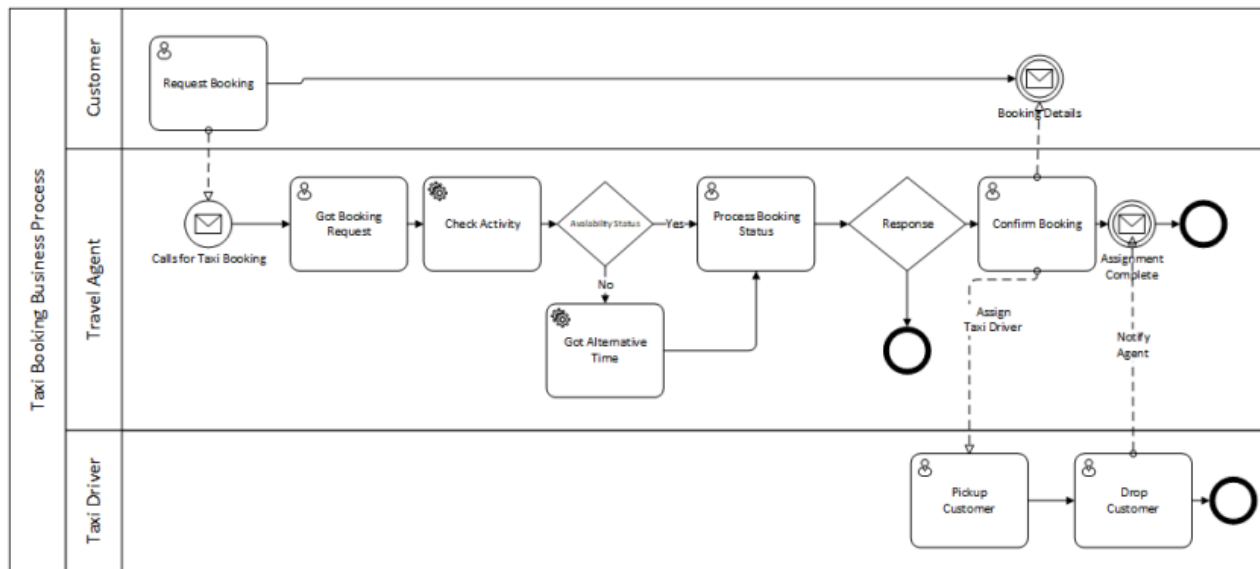 Taxi Booking Business Process
Customer
Request Booking
Booking Details
Travel Agent
Calls for Taxi Booking
Got Booking
Request
Check Activity
Availability Status
Yes
No
Got Alternative
Time
Process Booking
Status
Response
Confirm Booking
Assignment
Complete
Assign
Taxi Driver
Notify
Agent
Taxi Driver
Pickup
Customer
Drop
Customer